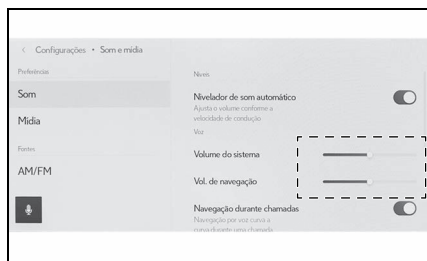 Configurações • Som e mídia
Preferências
Som
Mídia
Fontes
AM/FM
Níveis
Nivelador de som automático
Ajusta o volume conforme a
velocidade de condução
Voz
Volume do sistema
Vol. de navegação
Navegação durante chamadas
Navegação por voz curva a
curva durante uma chamada